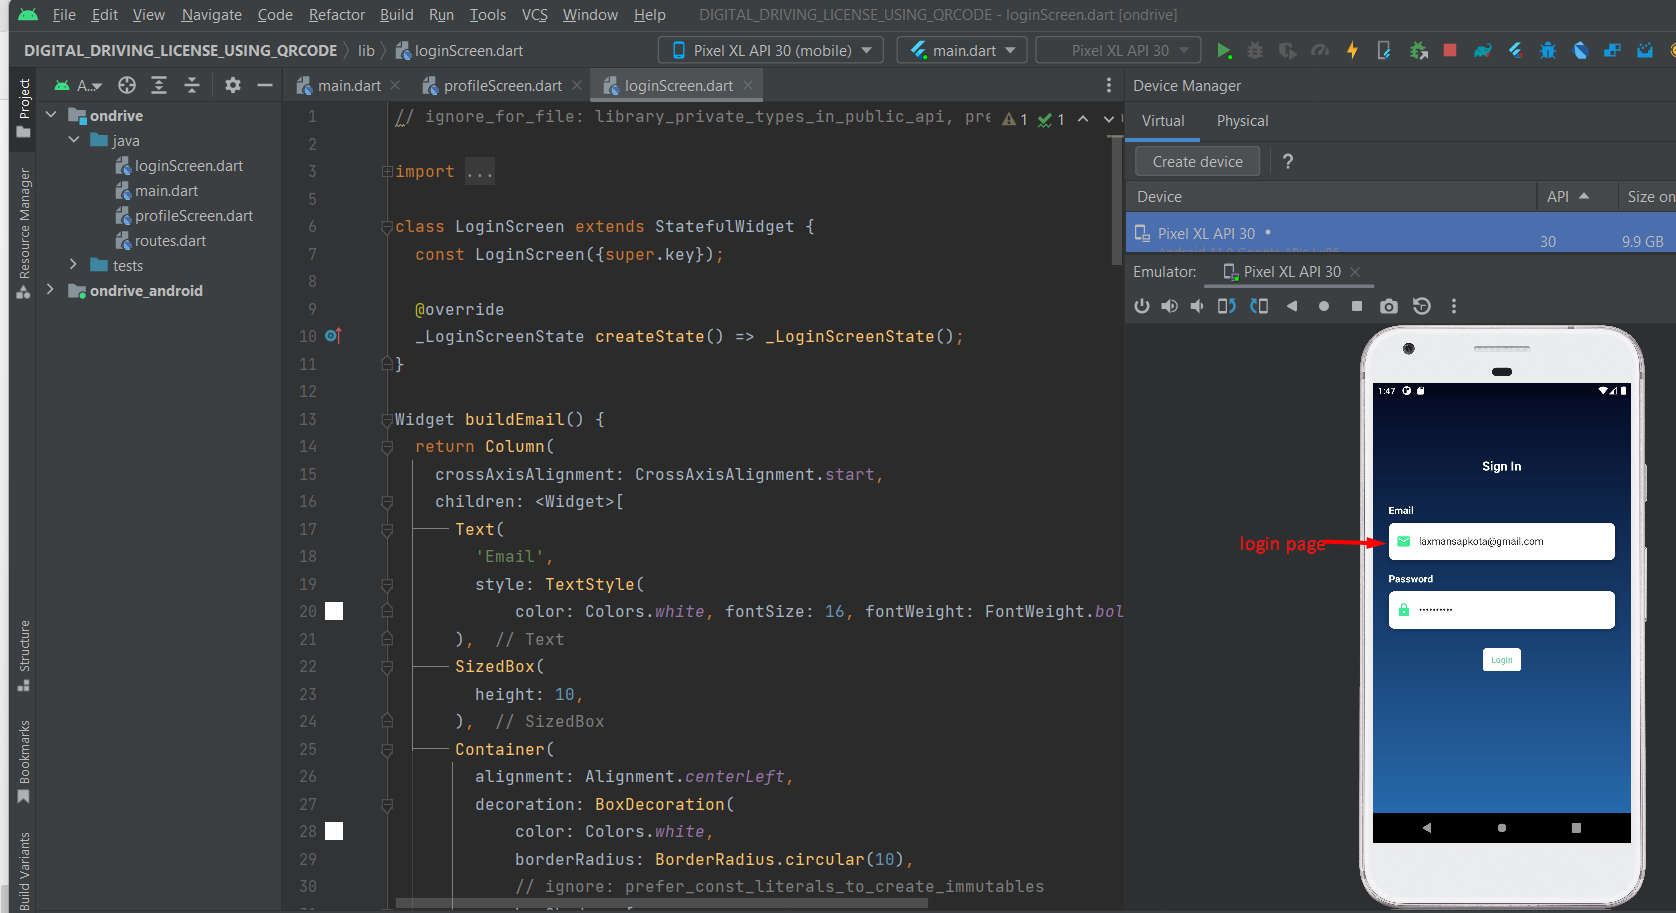 File Edit View Navigate Code Refactor Build Run Tools VCS Window Help DIGITAL_DRIVING_LICENSE_USING_QRCODE - loginScreen.dart [ondrive]
DIGITAL_DRIVING_LICENSE_USING_QRCODE lib loginScreen.dart Pixel XL API 30 (mobile) main.dart Pixel XL API 30
Project
Resource Manager
Structure
Bookmarks
Build Variants
A...
ondrive
java
loginScreen.dart
main.dart
profileScreen.dart
routes.dart
tests
ondrive_android
main.dart profileScreen.dart loginScreen.dart
1 // ignore_for_file: library_private_types_in_public_api, pre 1 1
2
3 import ...
5
6 class LoginScreen extends StatefulWidget {
7 const LoginScreen({super.key});
8
9 @override
10 _LoginScreenState createState() => _LoginScreenState();
11 }
12
13 Widget buildEmail() {
14 return Column(
15 crossAxisAlignment: CrossAxisAlignment.start,
16 children: <Widget>[
17 Text(
18 'Email',
19 style: TextStyle(
20 color: Colors.white, fontSize: 16, fontWeight: FontWeight.bol
21 ), // Text
22 SizedBox(
23 height: 10,
24 ), // SizedBox
25 Container(
26 alignment: Alignment.centerLeft,
27 decoration: BoxDecoration(
28 color: Colors.white,
29 borderRadius: BorderRadius.circular(10),
30 // ignore: prefer_const_literals_to_create_immutables
Device Manager
Virtual Physical
Create device ?
Device API Size on
Pixel XL API 30 30 9.9 GB
Emulator: Pixel XL API 30
1:47
Sign In
Email
login page
laxmansapkota@gmail.com
Password
••••••••••
Login